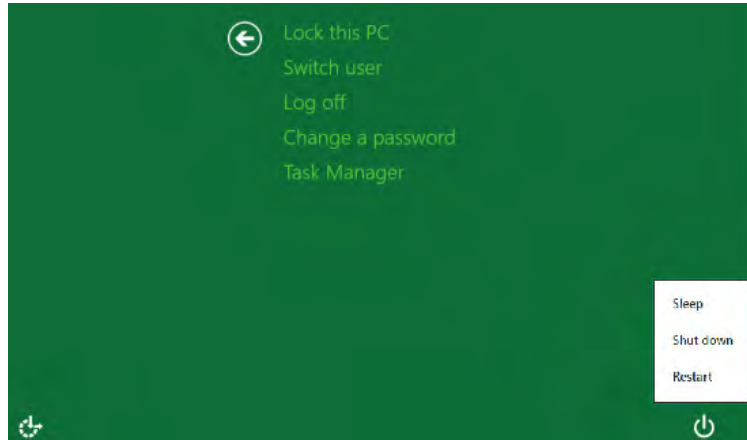 Lock this PC
Switch user
Log off
Change a password
Task Manager
Sleep
Shut down
Restart